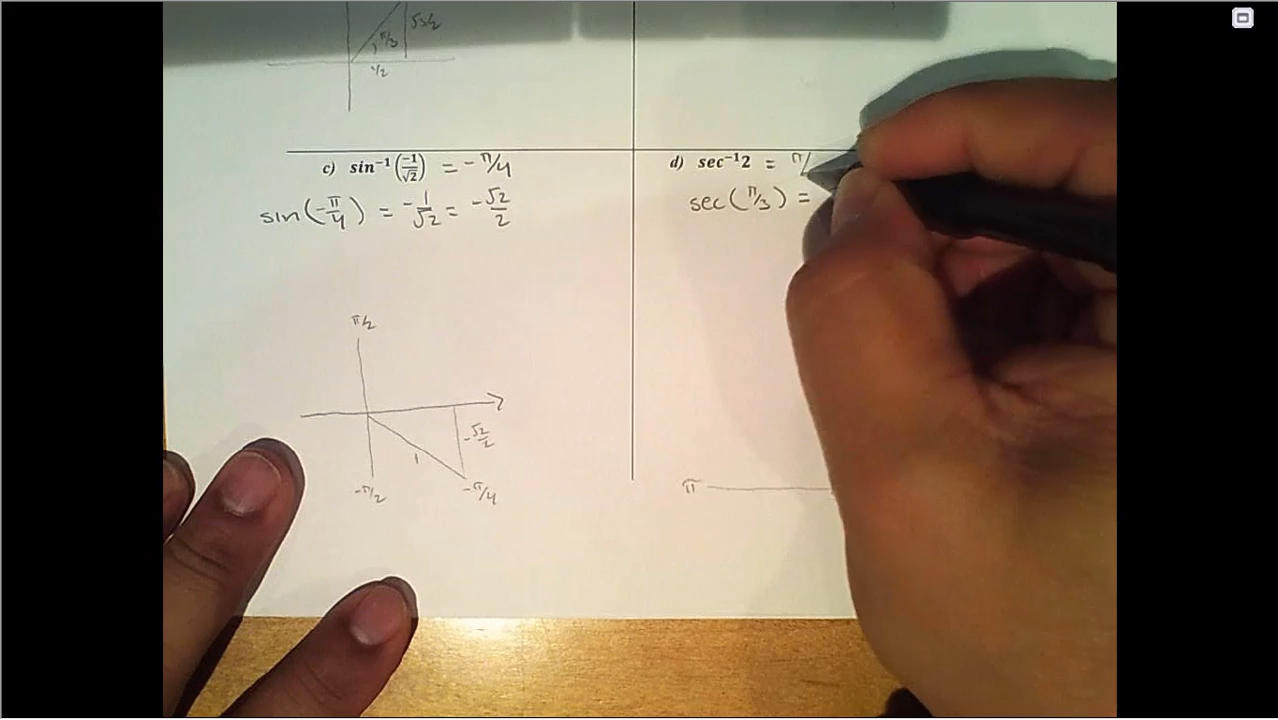 √3/2
π/3
1/2
c) sin⁻¹(-1/√2) = -π/4
sin(-π/4) = -1/√2 = -√2/2
π/2
-√2/2
1
-π/2
-π/4
d) sec⁻¹2 = π/
sec(π/3) =
π